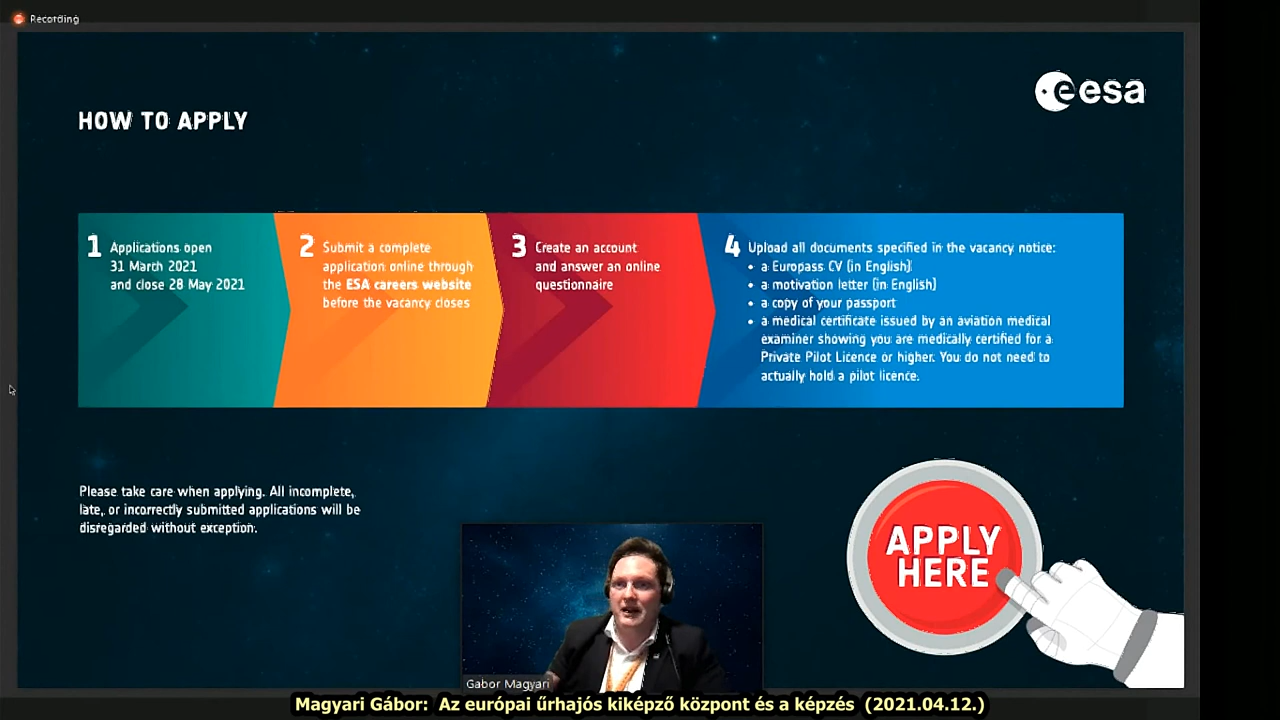 Recording
esa
HOW TO APPLY
1 Applications open
31 March 2021
and close 28 May 2021
2 Submit a complete
application online through
the ESA careers website
before the vacancy closes
3 Create an account
and answer an online
questionnaire
4 Upload all documents specified in the vacancy notice:
• a Europass CV (in English)
• a motivation letter (in English)
• a copy of your passport
• a medical certificate issued by an aviation medical
examiner showing you are medically certified for a
Private Pilot Licence or higher. You do not need to
actually hold a pilot licence.
Please take care when applying. All incomplete,
late, or incorrectly submitted applications will be
disregarded without exception.
APPLY
HERE
Gabor Magyari
Magyari Gábor: Az európai űrhajós kiképző központ és a képzés (2021.04.12.)